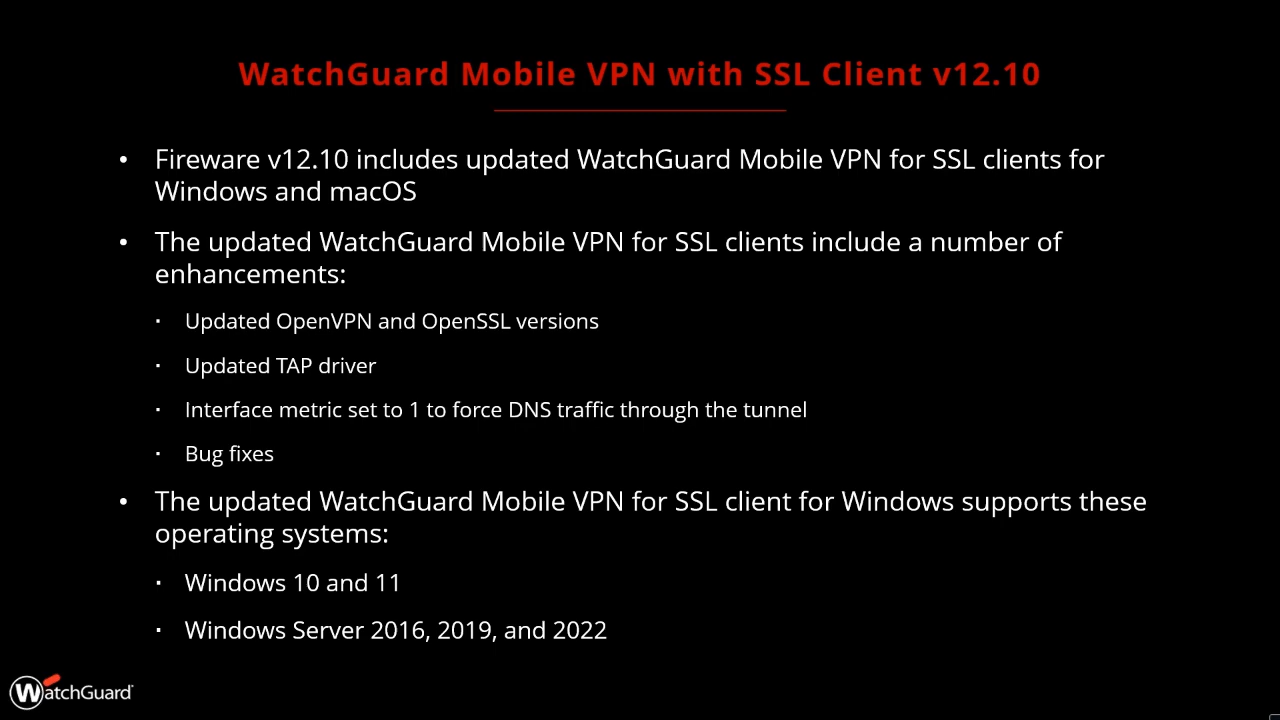 WatchGuard Mobile VPN with SSL Client v12.10
• Fireware v12.10 includes updated WatchGuard Mobile VPN for SSL clients for
Windows and macOS
• The updated WatchGuard Mobile VPN for SSL clients include a number of
enhancements:
▪ Updated OpenVPN and OpenSSL versions
▪ Updated TAP driver
▪ Interface metric set to 1 to force DNS traffic through the tunnel
▪ Bug fixes
• The updated WatchGuard Mobile VPN for SSL client for Windows supports these
operating systems:
▪ Windows 10 and 11
▪ Windows Server 2016, 2019, and 2022
WatchGuard